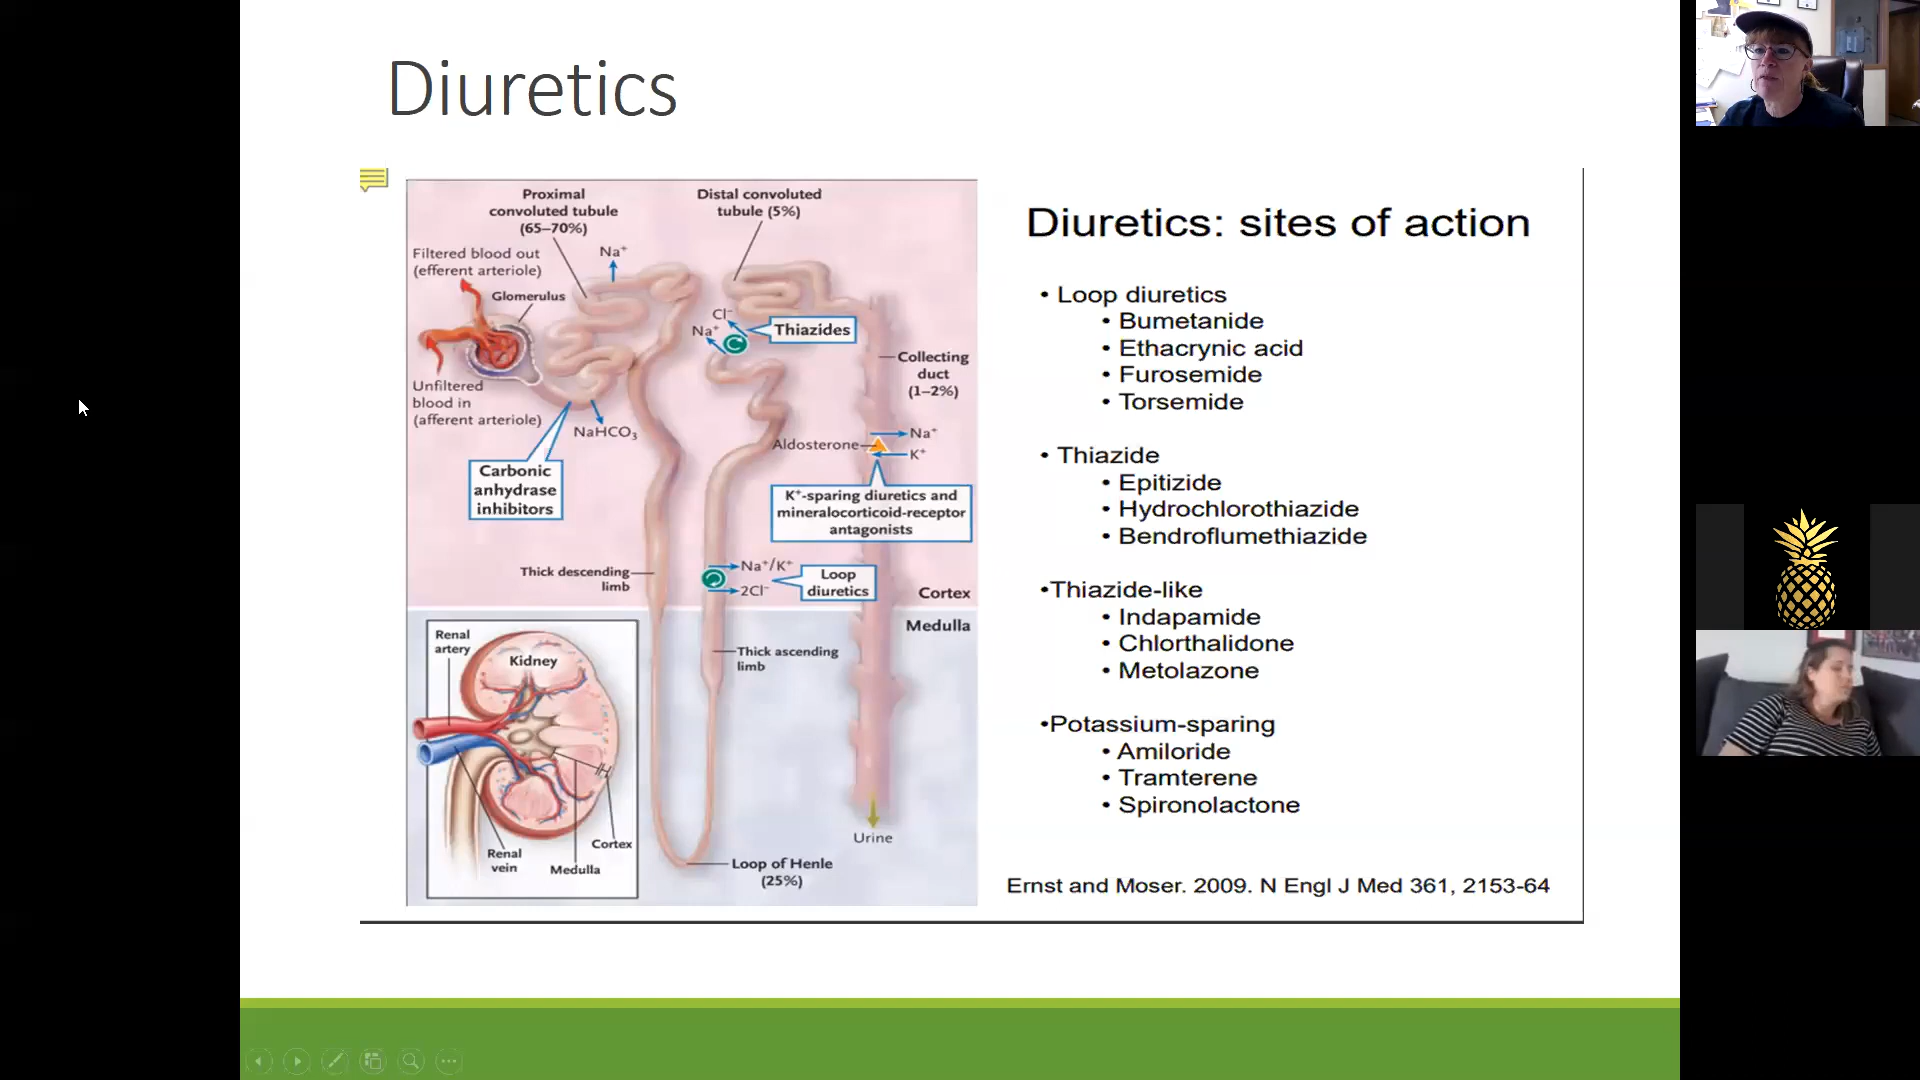 Diuretics
Proximal
convoluted tubule
(65–70%)
Distal convoluted
tubule (5%)
Filtered blood out
(efferent arteriole)
Na⁺
Glomerulus
Cl⁻
Na⁺
Thiazides
Unfiltered
blood in
(afferent arteriole)
NaHCO₃
Collecting
duct
(1–2%)
Carbonic
anhydrase
inhibitors
Aldosterone
Na⁺
K⁺
K⁺-sparing diuretics and
mineralocorticoid-receptor
antagonists
Thick descending
limb
Na⁺/K⁺
2Cl⁻
Loop
diuretics
Cortex
Medulla
Renal
artery
Kidney
Thick ascending
limb
Cortex
Renal
vein
Medulla
Urine
Loop of Henle
(25%)
Diuretics: sites of action
• Loop diuretics
• Bumetanide
• Ethacrynic acid
• Furosemide
• Torsemide
• Thiazide
• Epitizide
• Hydrochlorothiazide
• Bendroflumethiazide
•Thiazide-like
• Indapamide
• Chlorthalidone
• Metolazone
•Potassium-sparing
• Amiloride
• Tramterene
• Spironolactone
Ernst and Moser. 2009. N Engl J Med 361, 2153-64